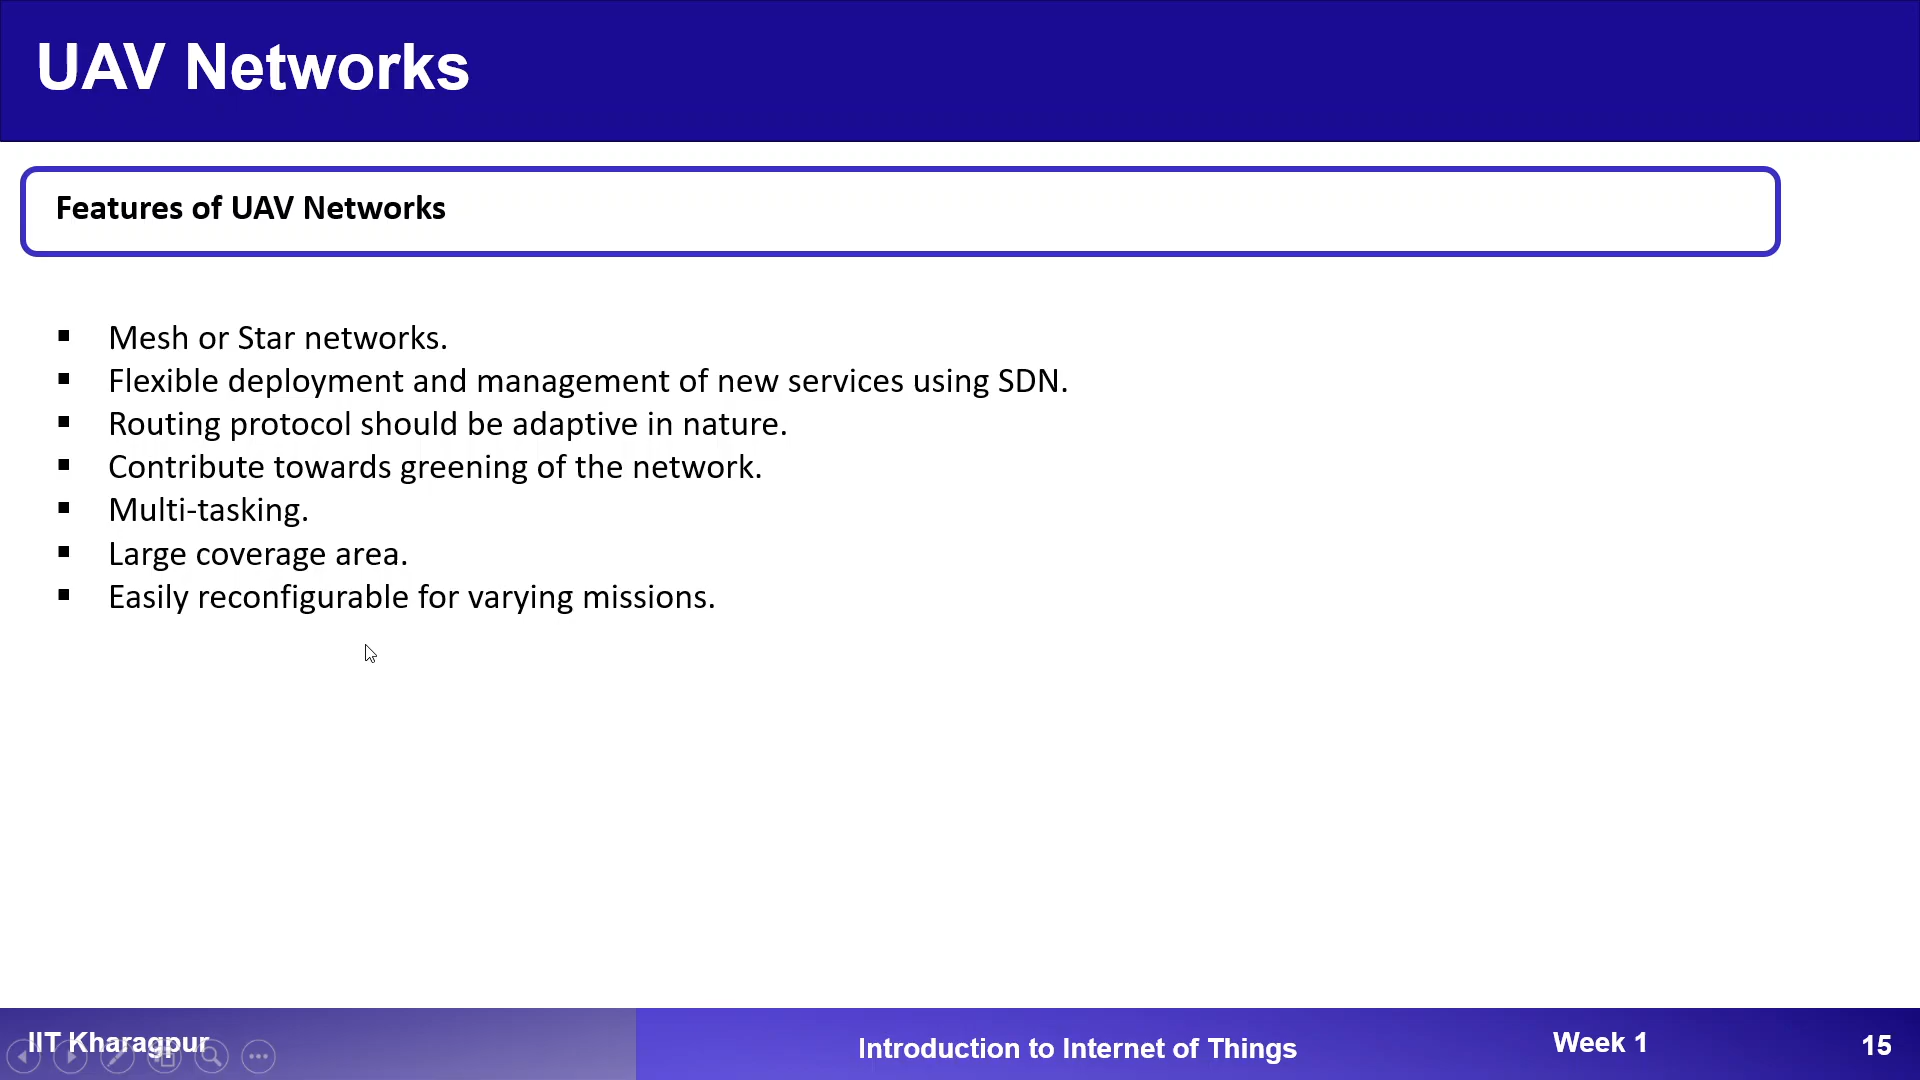 UAV Networks
Features of UAV Networks
Mesh or Star networks.
Flexible deployment and management of new services using SDN.
Routing protocol should be adaptive in nature.
Contribute towards greening of the network.
Multi-tasking.
Large coverage area.
Easily reconfigurable for varying missions.
IIT Kharagpur
Introduction to Internet of Things
Week 1
15